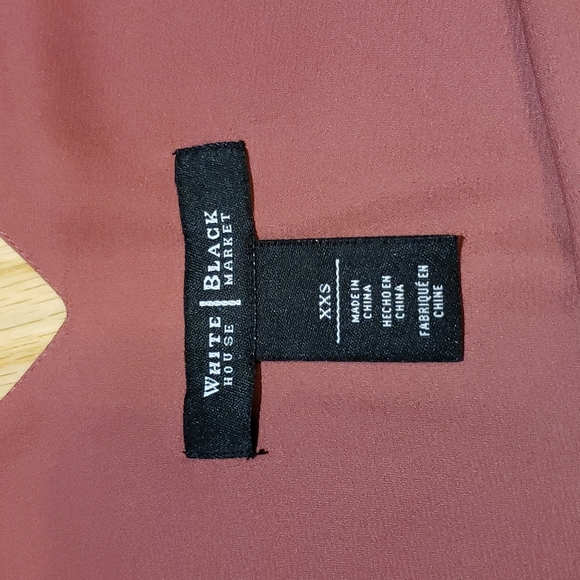 WHITE | BLACK
HOUSE | MARKET
XXS
MADE IN
CHINA
HECHO EN
CHINA
FABRIQUÉ EN
CHINE